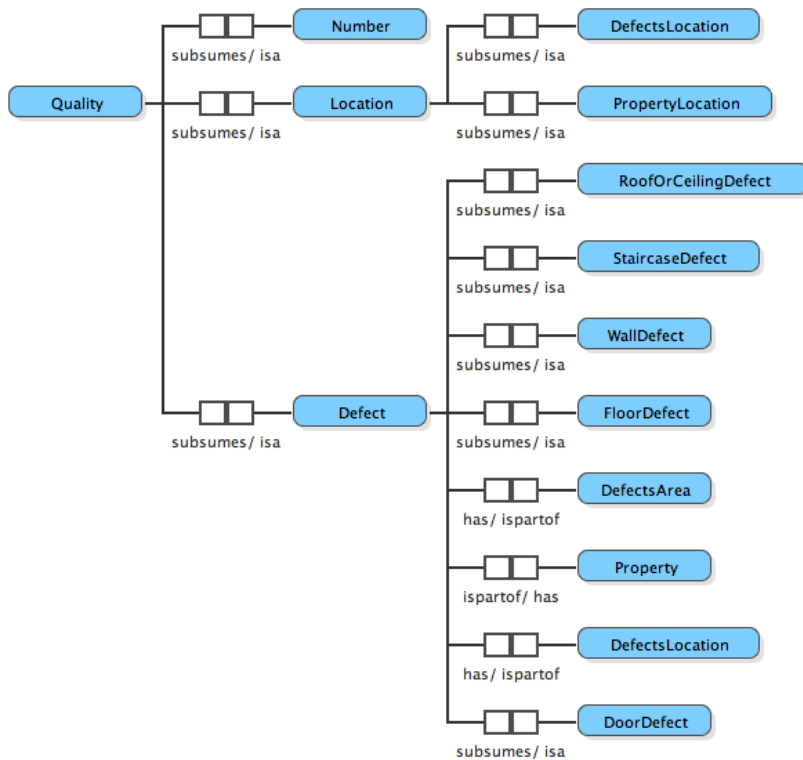 Number
DefectsLocation
subsumes/ isa
subsumes/ isa
Quality
Location
PropertyLocation
subsumes/ isa
subsumes/ isa
RoofOrCeilingDefect
subsumes/ isa
StaircaseDefect
subsumes/ isa
WallDefect
subsumes/ isa
Defect
FloorDefect
subsumes/ isa
subsumes/ isa
DefectsArea
has/ ispartof
Property
ispartof/ has
DefectsLocation
has/ ispartof
DoorDefect
subsumes/ isa